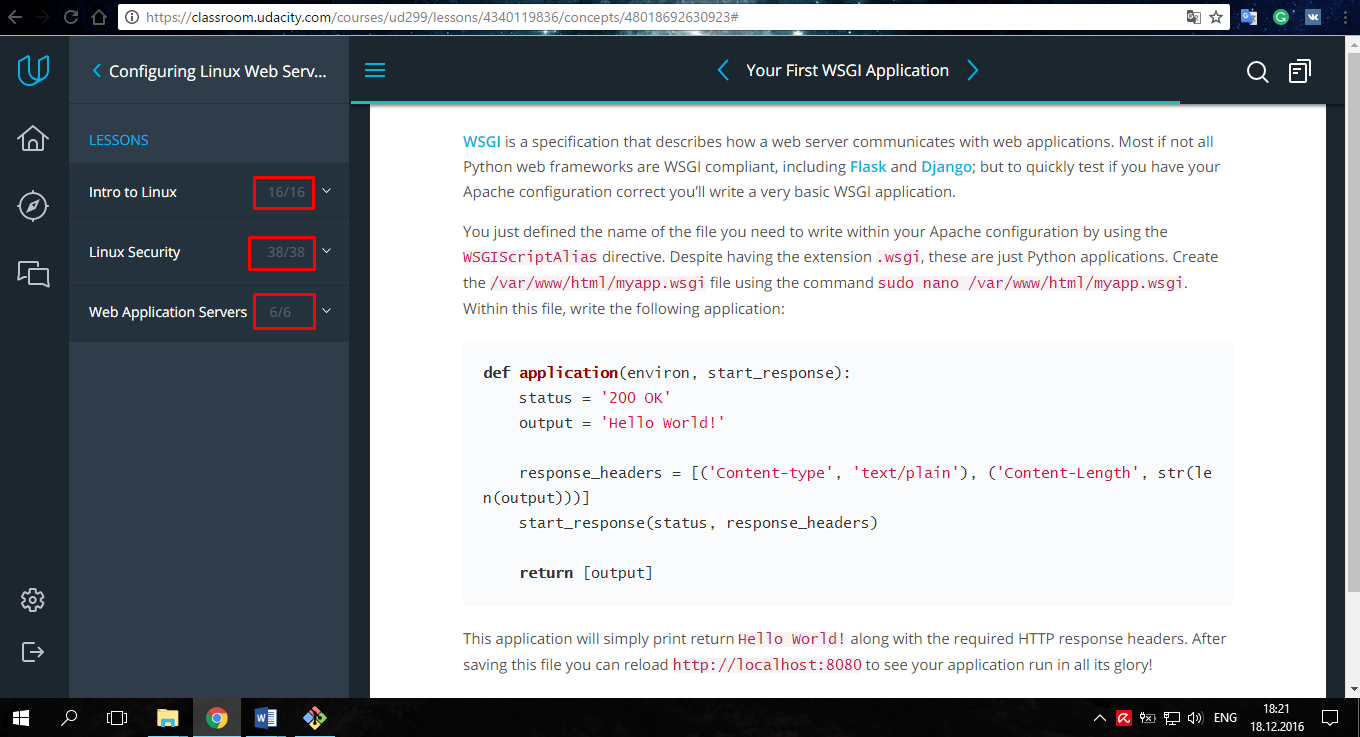 https://classroom.udacity.com/courses/ud299/lessons/4340119836/concepts/48018692630923#
Configuring Linux Web Serv...
Your First WSGI Application
LESSONS
Intro to Linux 16/16
Linux Security 38/38
Web Application Servers 6/6
WSGI is a specification that describes how a web server communicates with web applications. Most if not all
Python web frameworks are WSGI compliant, including Flask and Django; but to quickly test if you have your
Apache configuration correct you’ll write a very basic WSGI application.
You just defined the name of the file you need to write within your Apache configuration by using the
WSGIScriptAlias directive. Despite having the extension .wsgi, these are just Python applications. Create
the /var/www/html/myapp.wsgi file using the command sudo nano /var/www/html/myapp.wsgi.
Within this file, write the following application:
def application(environ, start_response):
    status = '200 OK'
    output = 'Hello World!'
    response_headers = [('Content-type', 'text/plain'), ('Content-Length', str(le
n(output)))]
    start_response(status, response_headers)
    return [output]
This application will simply print return Hello World! along with the required HTTP response headers. After
saving this file you can reload http://localhost:8080 to see your application run in all its glory!
ENG
18:21
18.12.2016